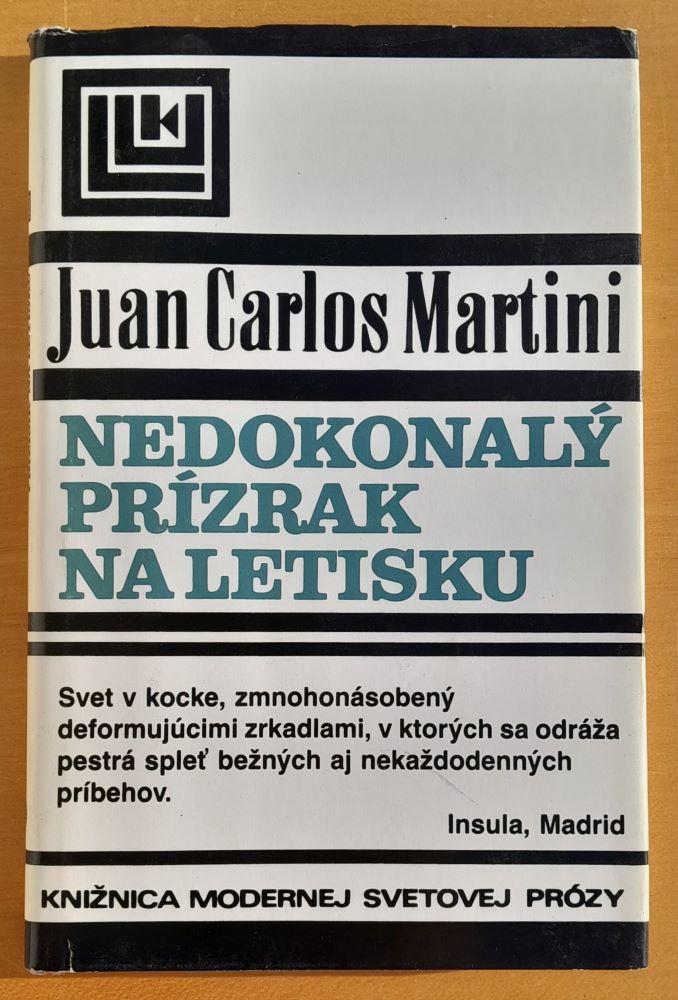 Juan Carlos Martini
NEDOKONALÝ
PRÍZRAK
NA LETISKU
Svet v kocke, zmnohonásobený
deformujúcimi zrkadlami, v ktorých sa odráža
pestrá spleť bežných aj nekaždodenných
príbehov.
Insula, Madrid
KNIŽNICA MODERNEJ SVETOVEJ PRÓZY